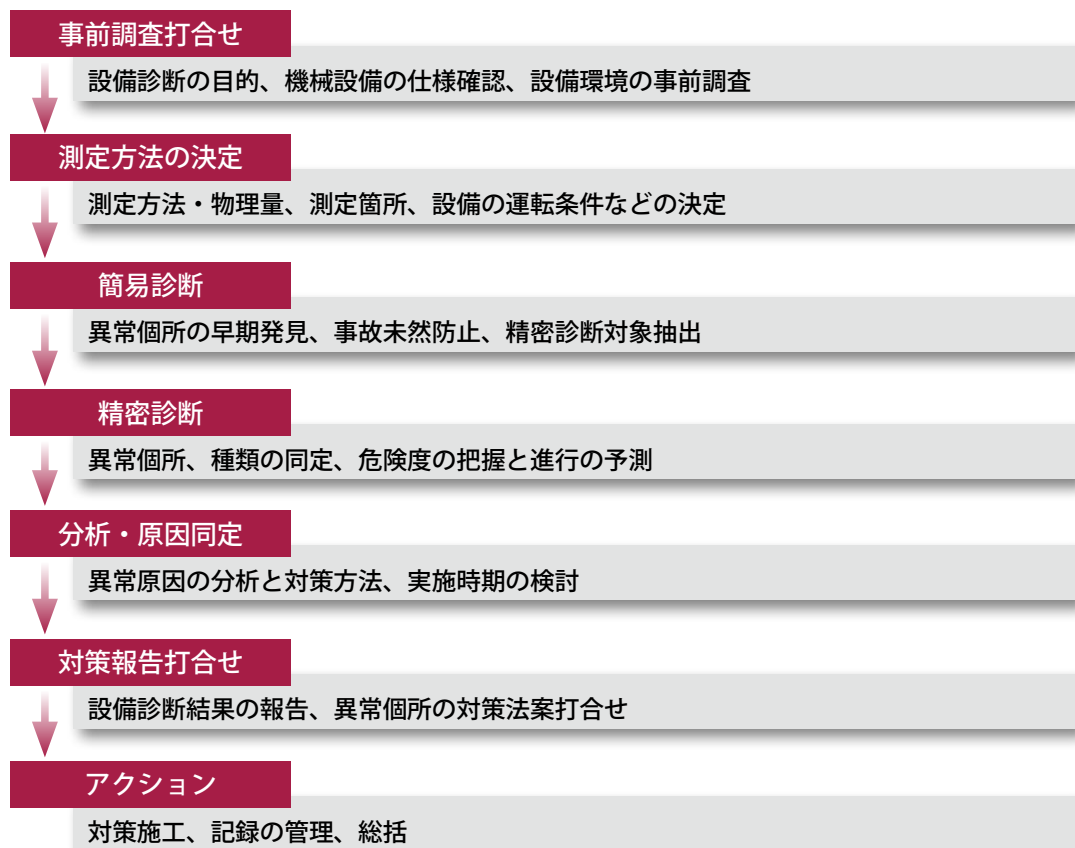 事前調査打合せ
設備診断の目的、機械設備の仕様確認、設備環境の事前調査
測定方法の決定
測定方法・物理量、測定箇所、設備の運転条件などの決定
簡易診断
異常個所の早期発見、事故未然防止、精密診断対象抽出
精密診断
異常個所、種類の同定、危険度の把握と進行の予測
分析・原因同定
異常原因の分析と対策方法、実施時期の検討
対策報告打合せ
設備診断結果の報告、異常個所の対策法案打合せ
アクション
対策施工、記録の管理、総括